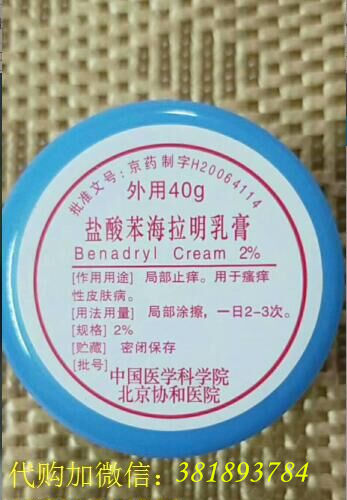 批准文号：京药制字H20064114
外用40g
盐酸苯海拉明乳膏
Benadryl Cream 2%
[作用用途] 局部止痒。用于瘙痒
性皮肤病。
[用法用量] 局部涂擦，一日2-3次。
[规格] 2%
[贮藏] 密闭保存
[批号]
中国医学科学院
北京协和医院
代购加微信：381893784